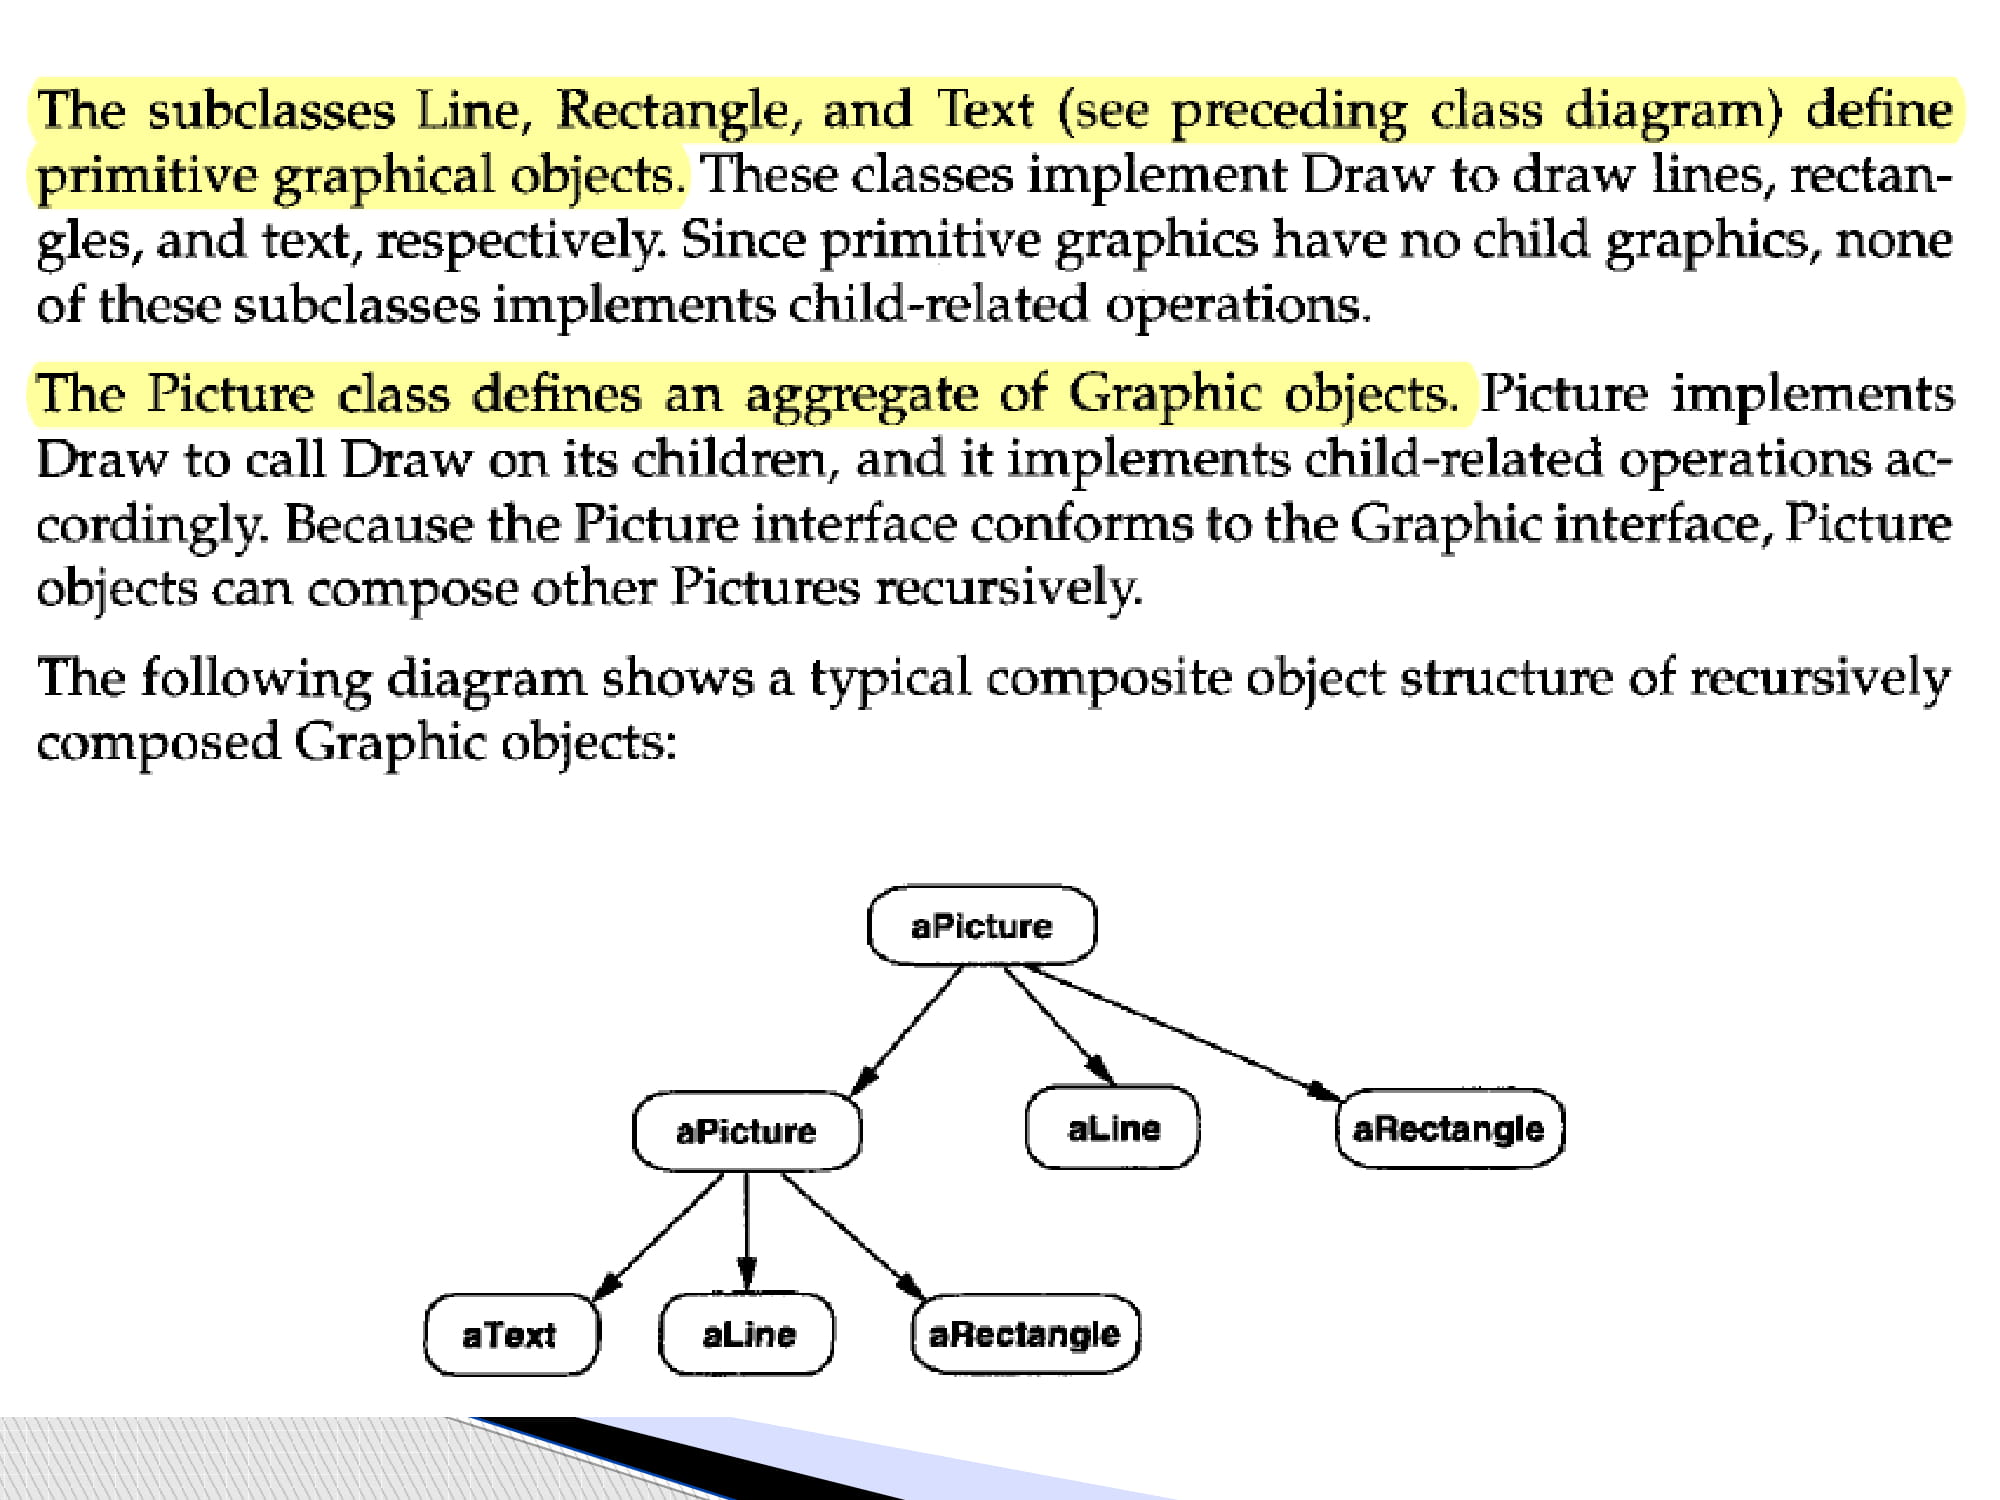 The subclasses Line, Rectangle, and Text (see preceding class diagram) define
primitive graphical objects. These classes implement Draw to draw lines, rectan-
gles, and text, respectively. Since primitive graphics have no child graphics, none
of these subclasses implements child-related operations.
The Picture class defines an aggregate of Graphic objects. Picture implements
Draw to call Draw on its children, and it implements child-related operations ac-
cordingly. Because the Picture interface conforms to the Graphic interface, Picture
objects can compose other Pictures recursively.
The following diagram shows a typical composite object structure of recursively
composed Graphic objects:
aPicture
aPicture
aLine
aRectangle
aText
aLine
aRectangle